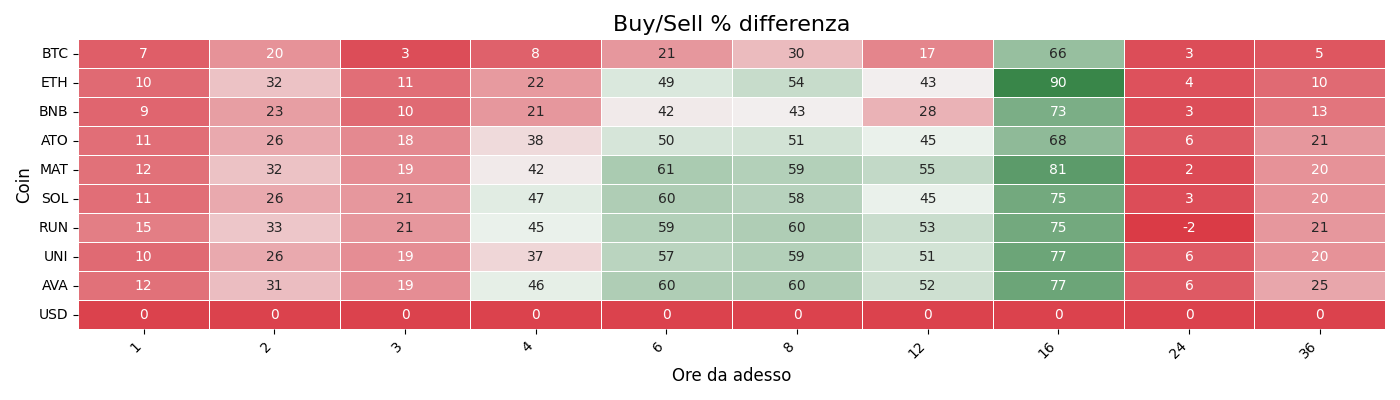 Buy/Sell % differenza
Coin
BTC 7 20 3 8 21 30 17 66 3 5
ETH 10 32 11 22 49 54 43 90 4 10
BNB 9 23 10 21 42 43 28 73 3 13
ATO 11 26 18 38 50 51 45 68 6 21
MAT 12 32 19 42 61 59 55 81 2 20
SOL 11 26 21 47 60 58 45 75 3 20
RUN 15 33 21 45 59 60 53 75 -2 21
UNI 10 26 19 37 57 59 51 77 6 20
AVA 12 31 19 46 60 60 52 77 6 25
USD 0 0 0 0 0 0 0 0 0 0
1 2 3 4 6 8 12 16 24 36
Ore da adesso